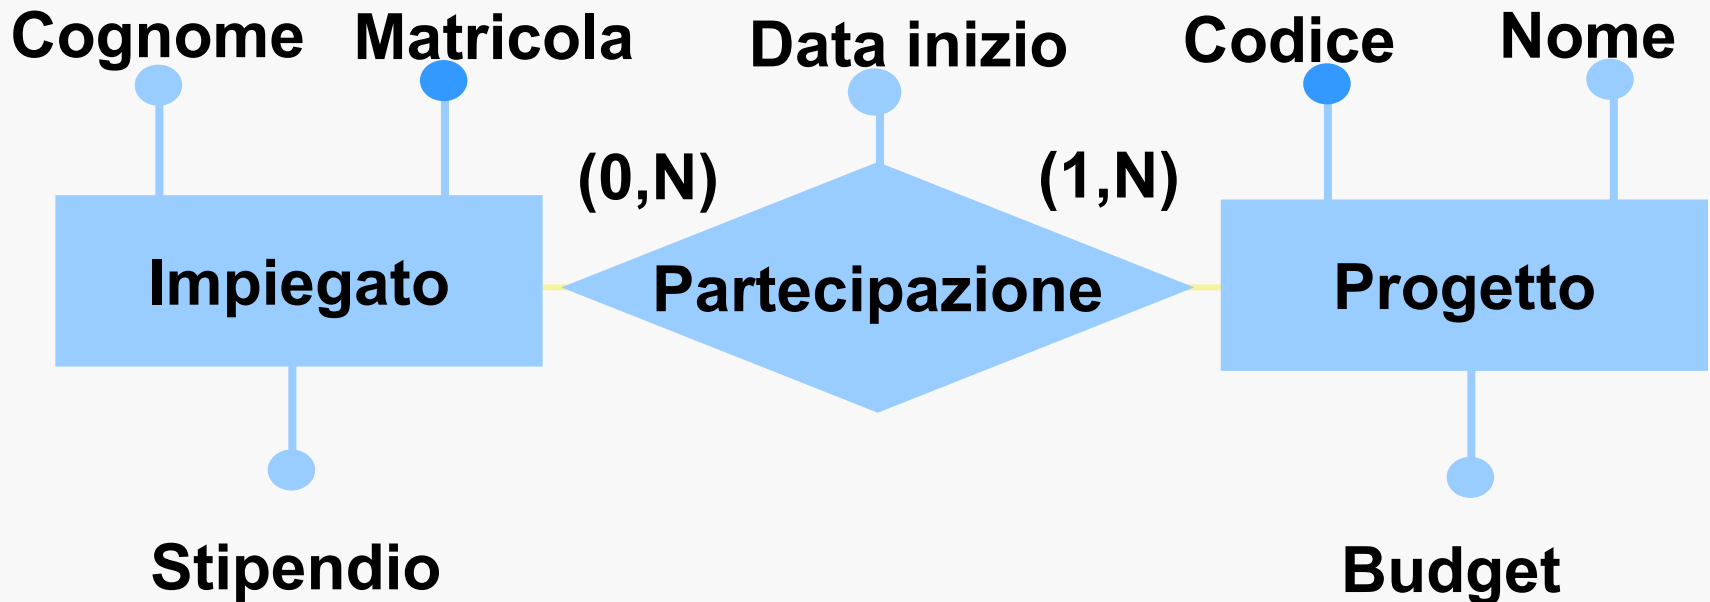 Cognome Matricola Data inizio Codice Nome
(0,N) (1,N)
Impiegato Partecipazione Progetto
Stipendio Budget